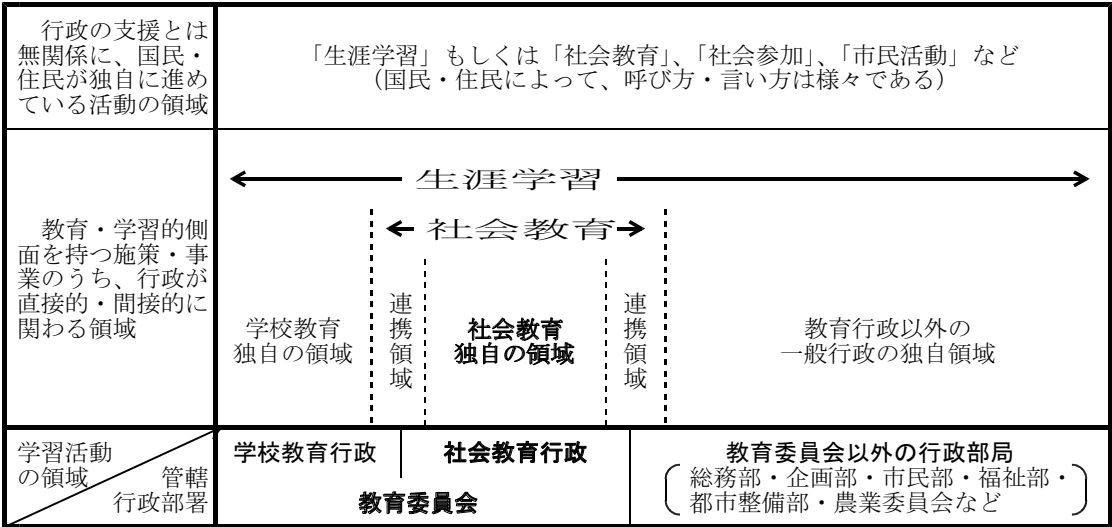 行政の支援とは
無関係に、国民・
住民が独自に進め
ている活動の領域
「生涯学習」もしくは「社会教育」、「社会参加」、「市民活動」など
（国民・住民によって、呼び方・言い方は様々である）
教育・学習的側
面を持つ施策・事
業のうち、行政が
直接的・間接的に
関わる領域
生涯学習
社会教育
学校教育
独自の領域
連携領域
社会教育
独自の領域
連携領域
教育行政以外の
一般行政の独自領域
学習活動
の領域
管轄
行政部署
学校教育行政
社会教育行政
教育委員会
教育委員会以外の行政部局
（総務部・企画部・市民部・福祉部・
都市整備部・農業委員会など）